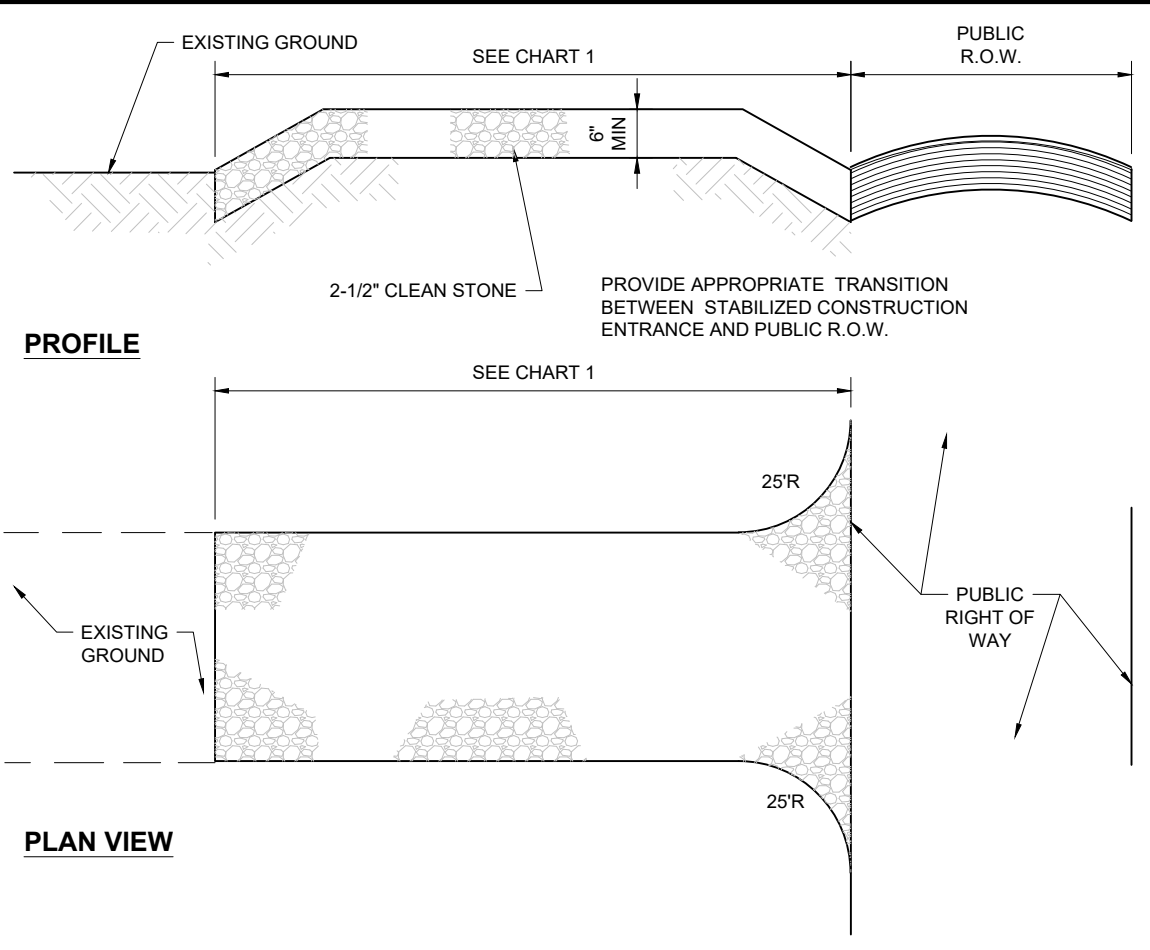 EXISTING GROUND
SEE CHART 1
PUBLIC
R.O.W.
6"
MIN
2-1/2" CLEAN STONE
PROVIDE APPROPRIATE TRANSITION
BETWEEN STABILIZED CONSTRUCTION
ENTRANCE AND PUBLIC R.O.W.
PROFILE
SEE CHART 1
25'R
EXISTING
GROUND
PUBLIC
RIGHT OF
WAY
25'R
PLAN VIEW